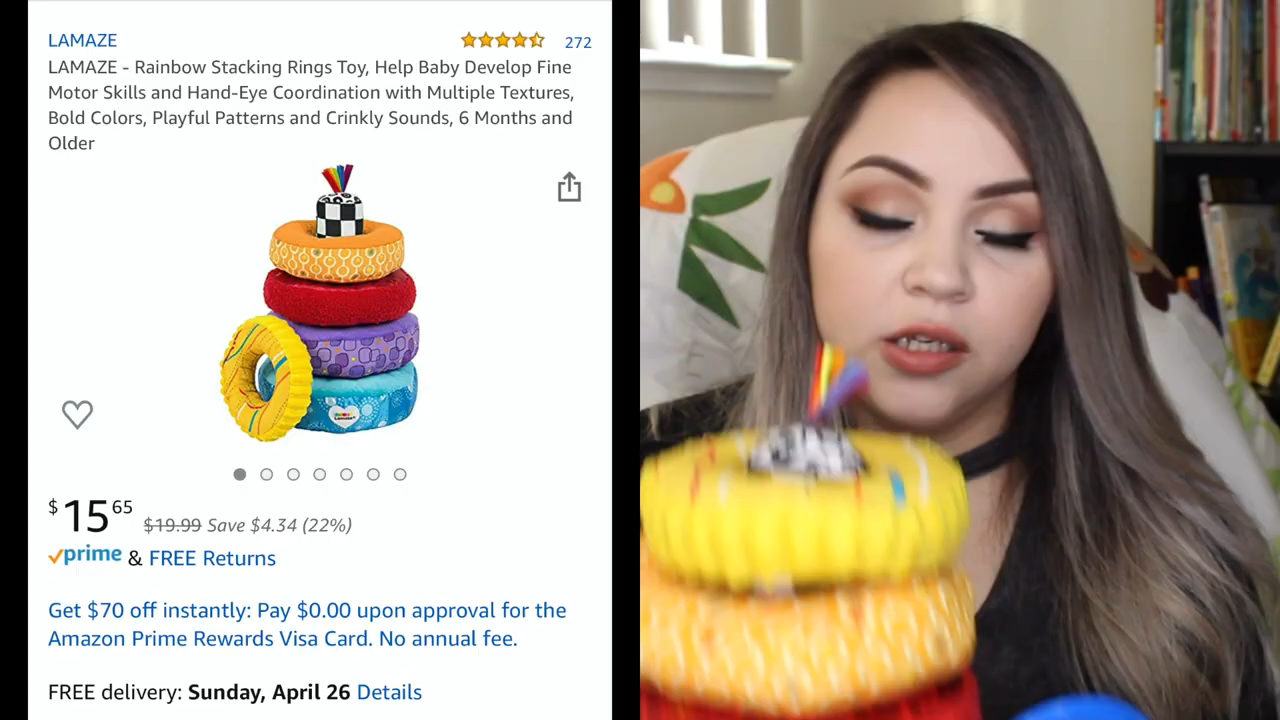 LAMAZE
272
LAMAZE - Rainbow Stacking Rings Toy, Help Baby Develop Fine
Motor Skills and Hand-Eye Coordination with Multiple Textures,
Bold Colors, Playful Patterns and Crinkly Sounds, 6 Months and
Older
$15 65 $19.99 Save $4.34 (22%)
prime & FREE Returns
Get $70 off instantly: Pay $0.00 upon approval for the
Amazon Prime Rewards Visa Card. No annual fee.
FREE delivery: Sunday, April 26 Details